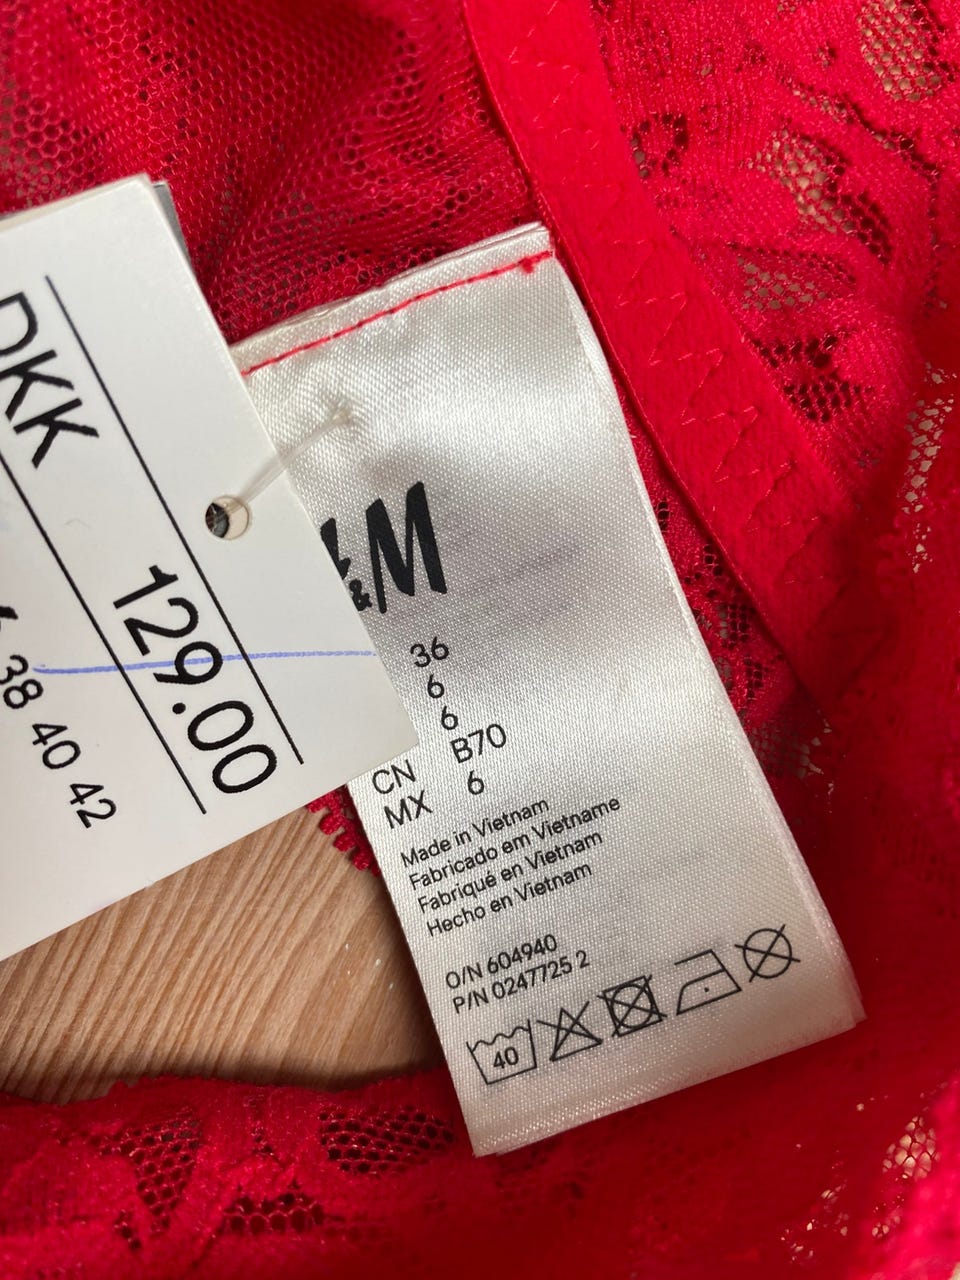 DKK 129.00
38 40 42
&M
36
6
6
CN B70
MX 6
Made in Vietnam
Fabricado em Vietname
Fabriqué en Vietnam
Hecho en Vietnam
O/N 604940
P/N 0247725 2
40